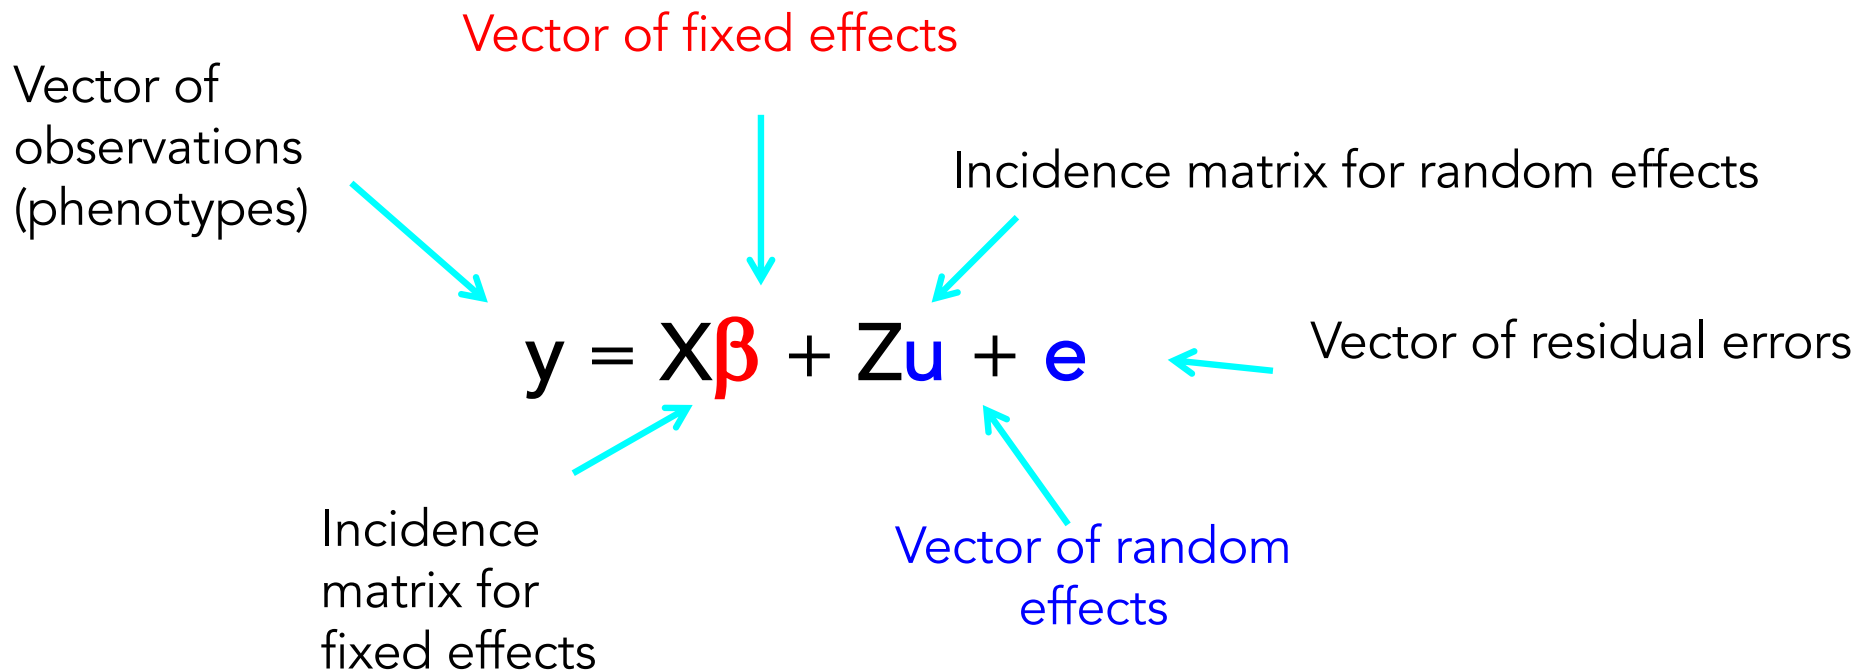 Vector of fixed effects
Vector of
observations
(phenotypes)
Incidence matrix for random effects
y = Xβ + Zu + e
Vector of residual errors
Incidence
matrix for
fixed effects
Vector of random
effects